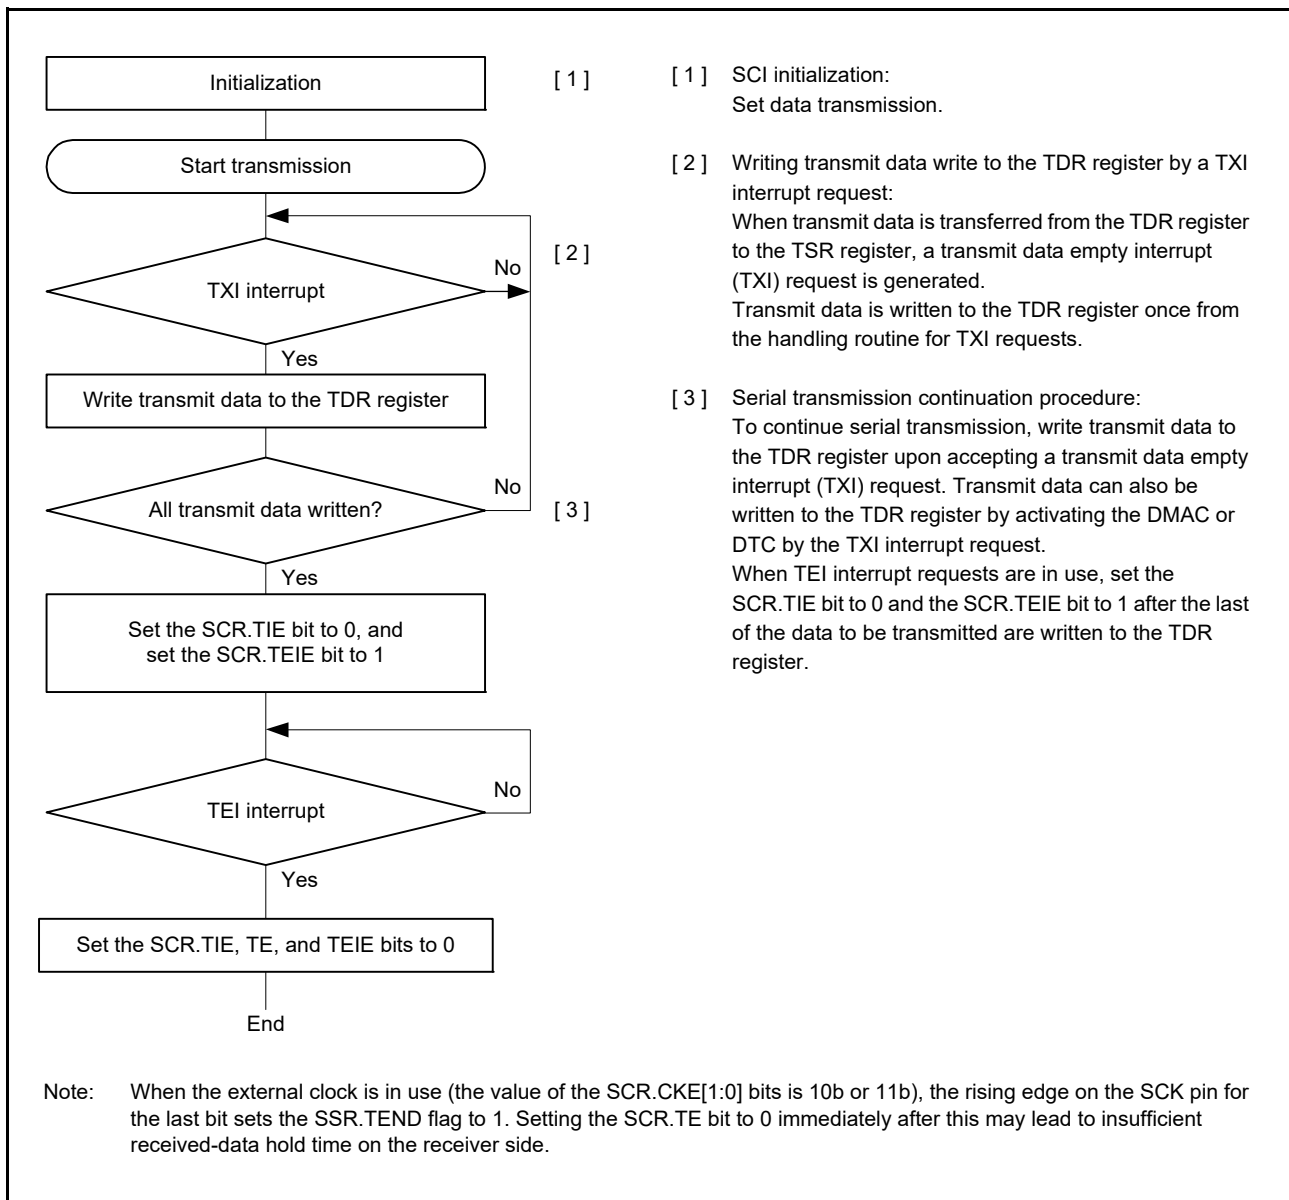 Initialization
[ 1 ]
Start transmission
[ 2 ]
No
TXI interrupt
Yes
Write transmit data to the TDR register
No
All transmit data written?
[ 3 ]
Yes
Set the SCR.TIE bit to 0, and
set the SCR.TEIE bit to 1
No
TEI interrupt
Yes
Set the SCR.TIE, TE, and TEIE bits to 0
End
[ 1 ] SCI initialization:
Set data transmission.
[ 2 ] Writing transmit data write to the TDR register by a TXI
interrupt request:
When transmit data is transferred from the TDR register
to the TSR register, a transmit data empty interrupt
(TXI) request is generated.
Transmit data is written to the TDR register once from
the handling routine for TXI requests.
[ 3 ] Serial transmission continuation procedure:
To continue serial transmission, write transmit data to
the TDR register upon accepting a transmit data empty
interrupt (TXI) request. Transmit data can also be
written to the TDR register by activating the DMAC or
DTC by the TXI interrupt request.
When TEI interrupt requests are in use, set the
SCR.TIE bit to 0 and the SCR.TEIE bit to 1 after the last
of the data to be transmitted are written to the TDR
register.
Note: When the external clock is in use (the value of the SCR.CKE[1:0] bits is 10b or 11b), the rising edge on the SCK pin for
the last bit sets the SSR.TEND flag to 1. Setting the SCR.TE bit to 0 immediately after this may lead to insufficient
received-data hold time on the receiver side.